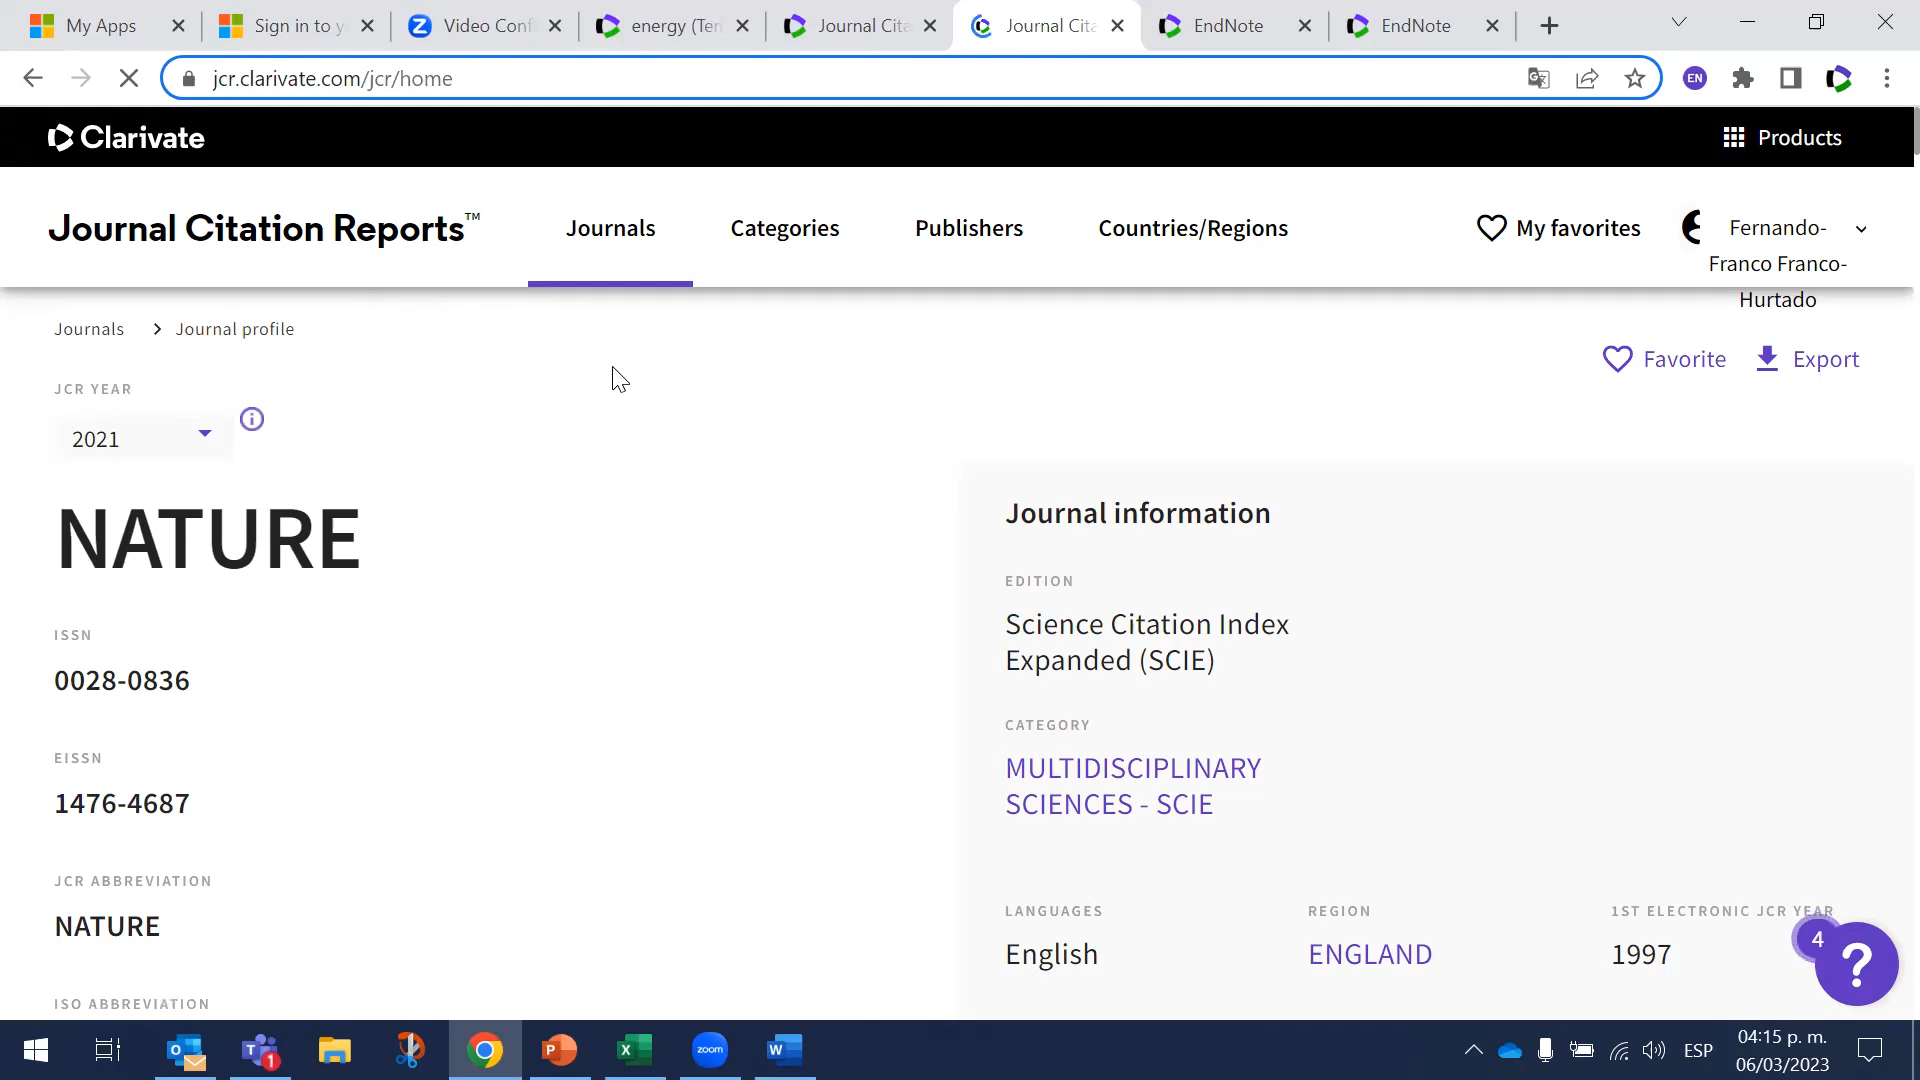 My Apps
Sign in to y
Video Conf
energy (Ten
Journal Cita
Journal Cita
EndNote
EndNote
jcr.clarivate.com/jcr/home
EN
Clarivate
Products
Journal Citation Reports™
Journals
Categories
Publishers
Countries/Regions
My favorites
Fernando-
Franco Franco-
Hurtado
Journals > Journal profile
Favorite
Export
JCR YEAR
2021
NATURE
Journal information
EDITION
Science Citation Index
Expanded (SCIE)
ISSN
0028-0836
CATEGORY
MULTIDISCIPLINARY
SCIENCES - SCIE
EISSN
1476-4687
JCR ABBREVIATION
NATURE
LANGUAGES
REGION
1ST ELECTRONIC JCR YEAR
English
ENGLAND
1997
4
?
ISO ABBREVIATION
1
zoom
ESP
04:15 p. m.
06/03/2023